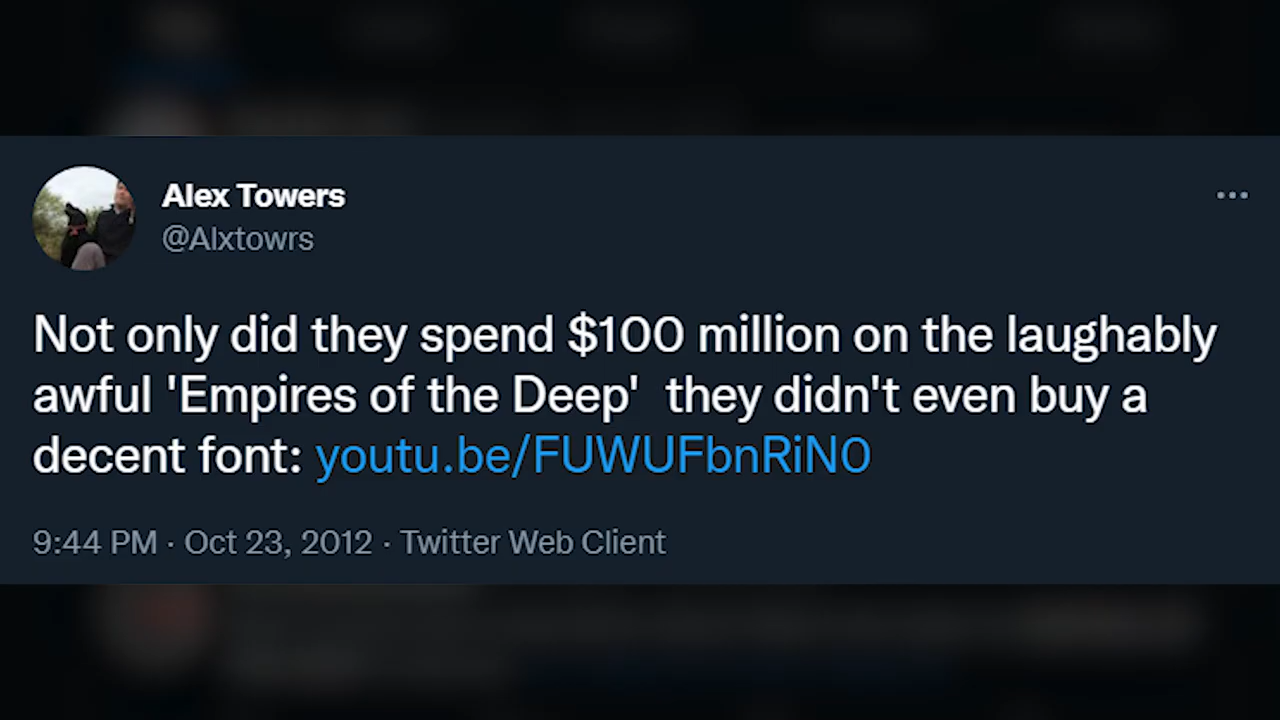 Alex Towers
@Alxtowrs
Not only did they spend $100 million on the laughably
awful 'Empires of the Deep'  they didn't even buy a
decent font: youtu.be/FUWUFbnRiN0
9:44 PM · Oct 23, 2012 · Twitter Web Client